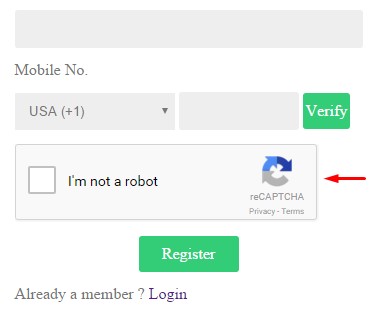 Mobile No.
USA (+1)
Verify
I'm not a robot
reCAPTCHA
Privacy - Terms
Register
Already a member ? Login